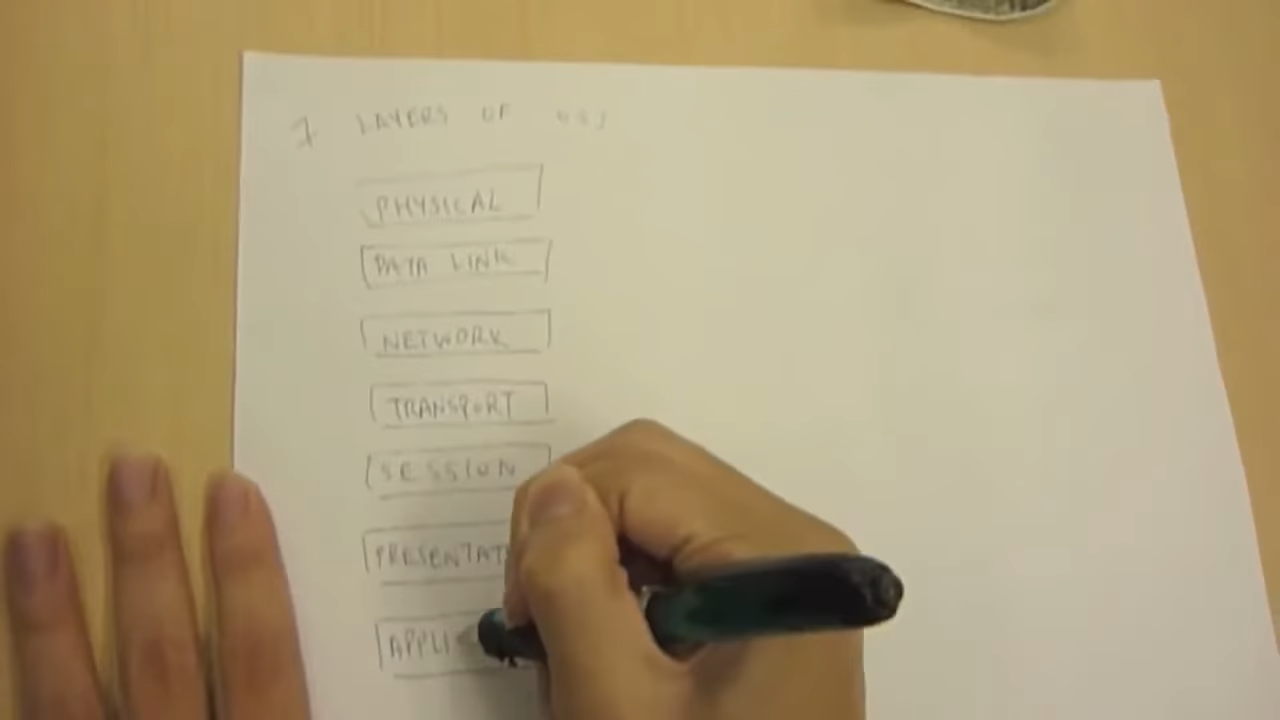 7 LAYERS OF OSI
PHYSICAL
DATA LINK
NETWORK
TRANSPORT
SESSION
PRESENTAT
APPLI